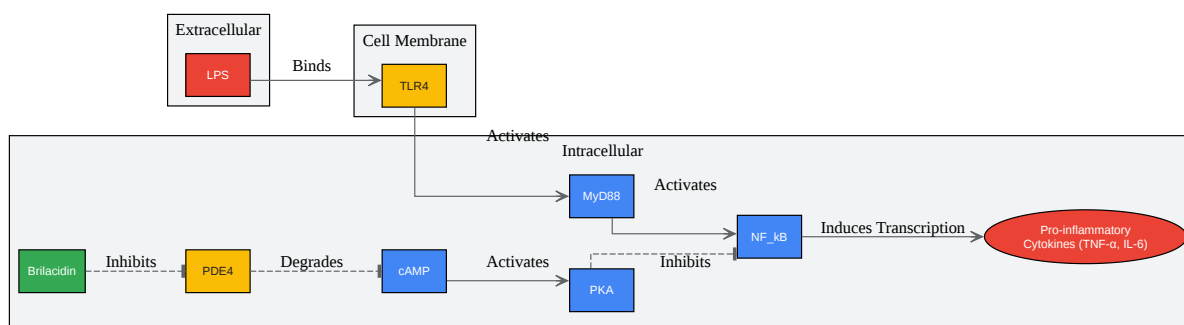 Extracellular
Cell Membrane
LPS
Binds
TLR4
Activates
Intracellular
MyD88
Activates
NF_kB
Induces Transcription
Pro-inflammatory
Cytokines (TNF-α, IL-6)
Brilacidin
Inhibits
PDE4
Degrades
cAMP
Activates
PKA
Inhibits